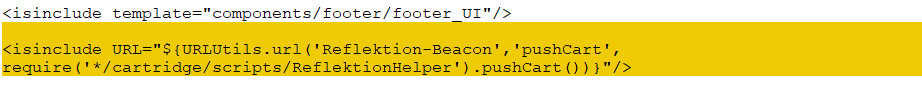 <isinclude template="components/footer/footer_UI"/>
<isinclude URL="${URLUtils.url('Reflektion-Beacon','pushCart',
require('*/cartridge/scripts/ReflektionHelper').pushCart())}"/>